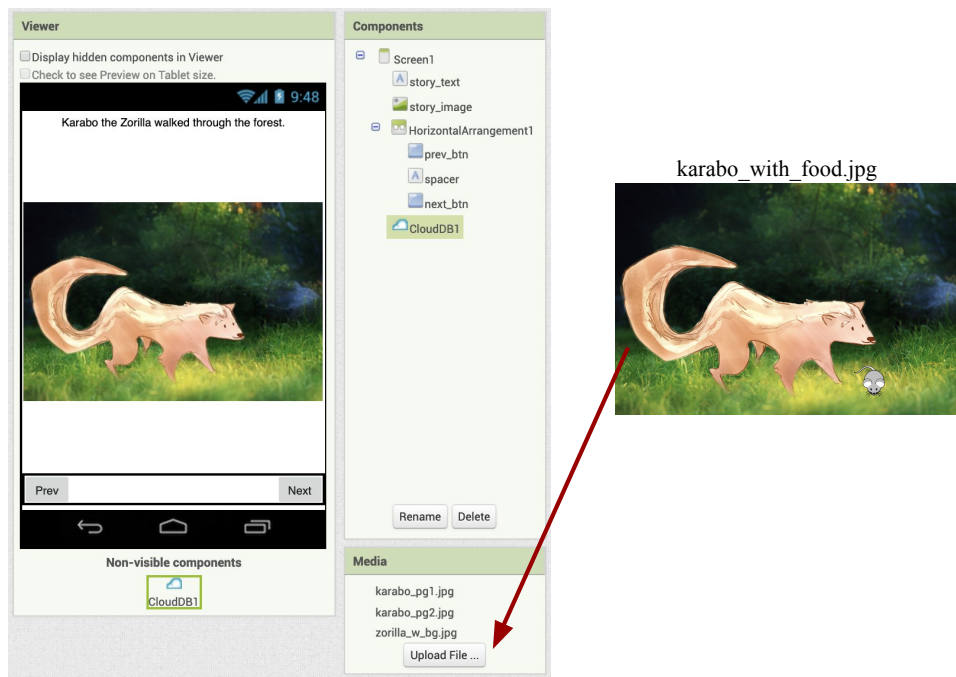 Viewer
Display hidden components in Viewer
Check to see Preview on Tablet size.
9:48
Karabo the Zorilla walked through the forest.
Prev
Next
Non-visible components
CloudDB1
Components
Screen1
A story_text
story_image
HorizontalArrangement1
prev_btn
A spacer
next_btn
CloudDB1
Rename Delete
Media
karabo_pg1.jpg
karabo_pg2.jpg
zorilla_w_bg.jpg
Upload File ...
karabo_with_food.jpg